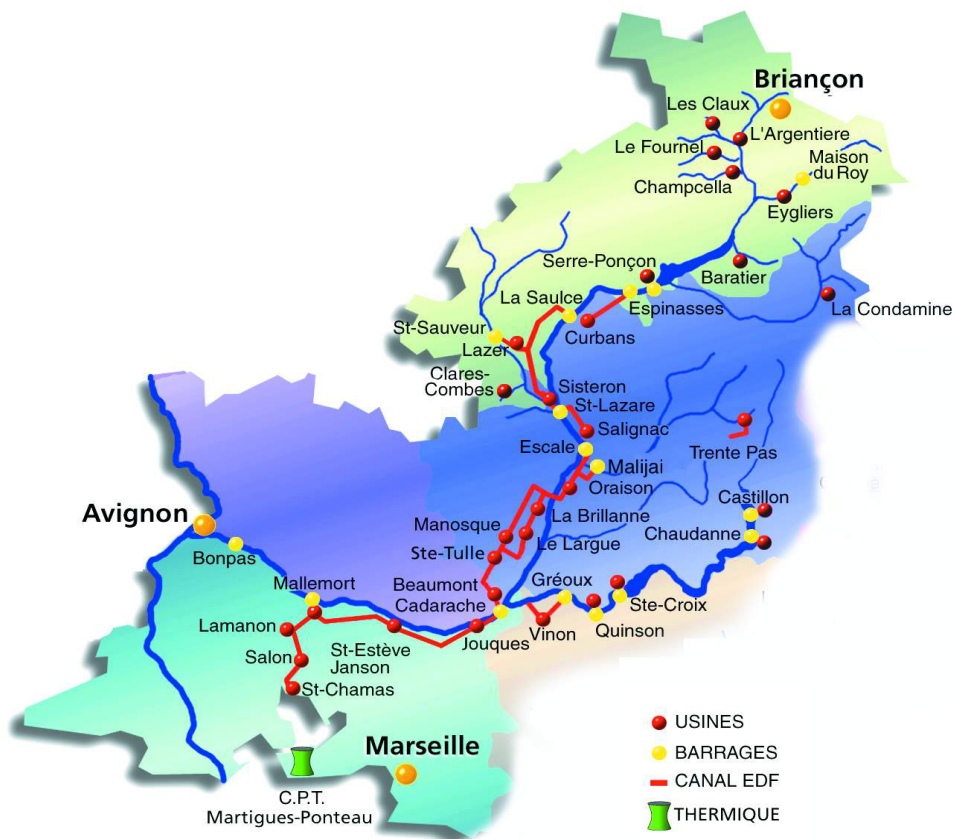 Briançon
Les Claux
L'Argentiere
Le Fournel
Maison
du Roy
Champcella
Eygliers
Serre-Ponçon
Baratier
La Saulce
Espinasses
La Condamine
St-Sauveur
Curbans
Lazer
Clares-
Combes
Sisteron
St-Lazare
Salignac
Escale
Trente Pas
Malijai
Oraison
Castillon
Avignon
La Brillanne
Manosque
Chaudanne
Le Largue
Ste-Tulle
Bonpas
Beaumont
Gréoux
Mallemort
Cadarache
Ste-Croix
Lamanon
Vinon
Quinson
Jouques
St-Estève
Janson
Salon
St-Chamas
USINES
Marseille
BARRAGES
CANAL EDF
C.P.T.
Martigues-Ponteau
THERMIQUE